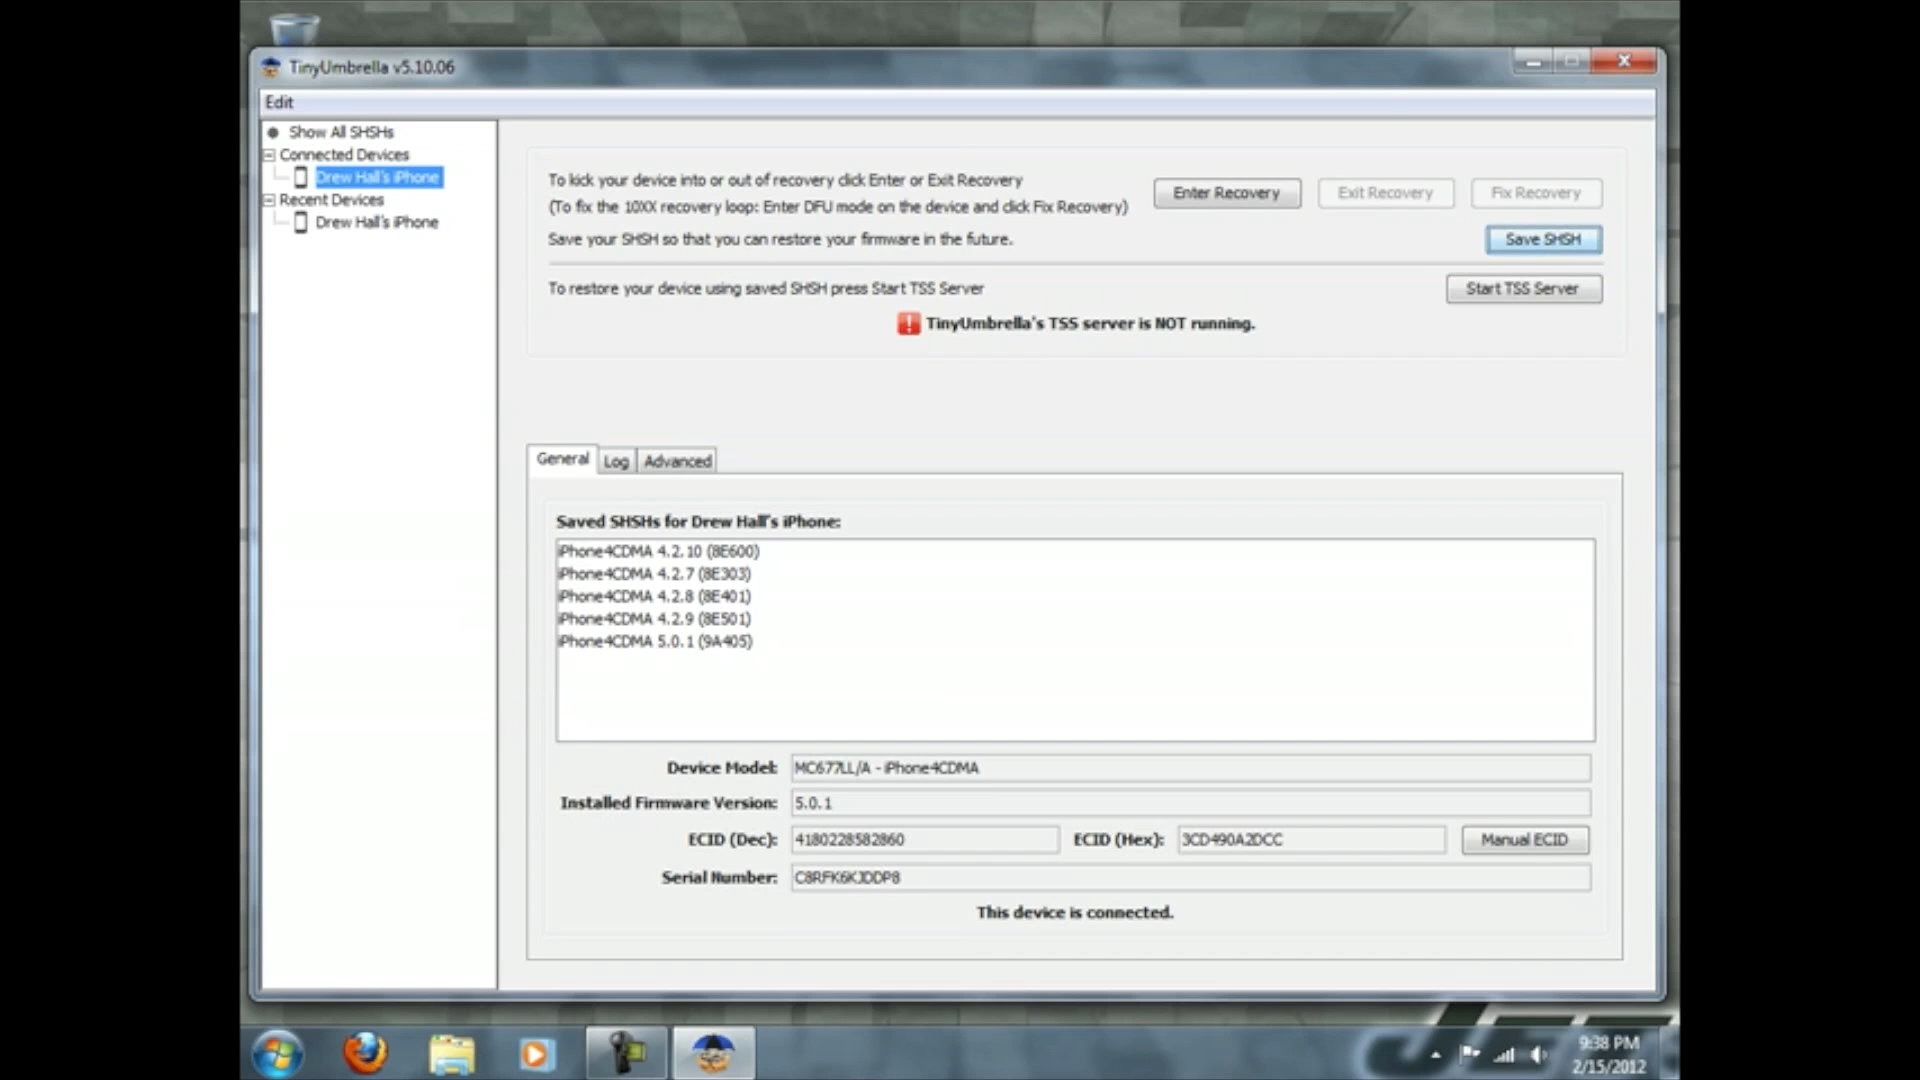 TinyUmbrella v5.10.06
Edit
Show All SHSHs
Connected Devices
Drew Hall's iPhone
Recent Devices
Drew Hall's iPhone
To kick your device into or out of recovery click Enter or Exit Recovery
(To fix the 10XX recovery loop: Enter DFU mode on the device and click Fix Recovery)
Enter Recovery
Exit Recovery
Fix Recovery
Save your SHSH so that you can restore your firmware in the future.
Save SHSH
To restore your device using saved SHSH press Start TSS Server
Start TSS Server
TinyUmbrella's TSS server is NOT running.
General
Log
Advanced
Saved SHSHs for Drew Hall's iPhone:
iPhone4CDMA 4.2.10 (8E600)
iPhone4CDMA 4.2.7 (8E303)
iPhone4CDMA 4.2.8 (8E401)
iPhone4CDMA 4.2.9 (8E501)
iPhone4CDMA 5.0.1 (9A405)
Device Model: MC677LL/A - iPhone4CDMA
Installed Firmware Version: 5.0.1
ECID (Dec): 4180228582860
ECID (Hex): 3CD490A2DCC
Manual ECID
Serial Number: C8RFK6KJDDP8
This device is connected.
9:38 PM
2/15/2012